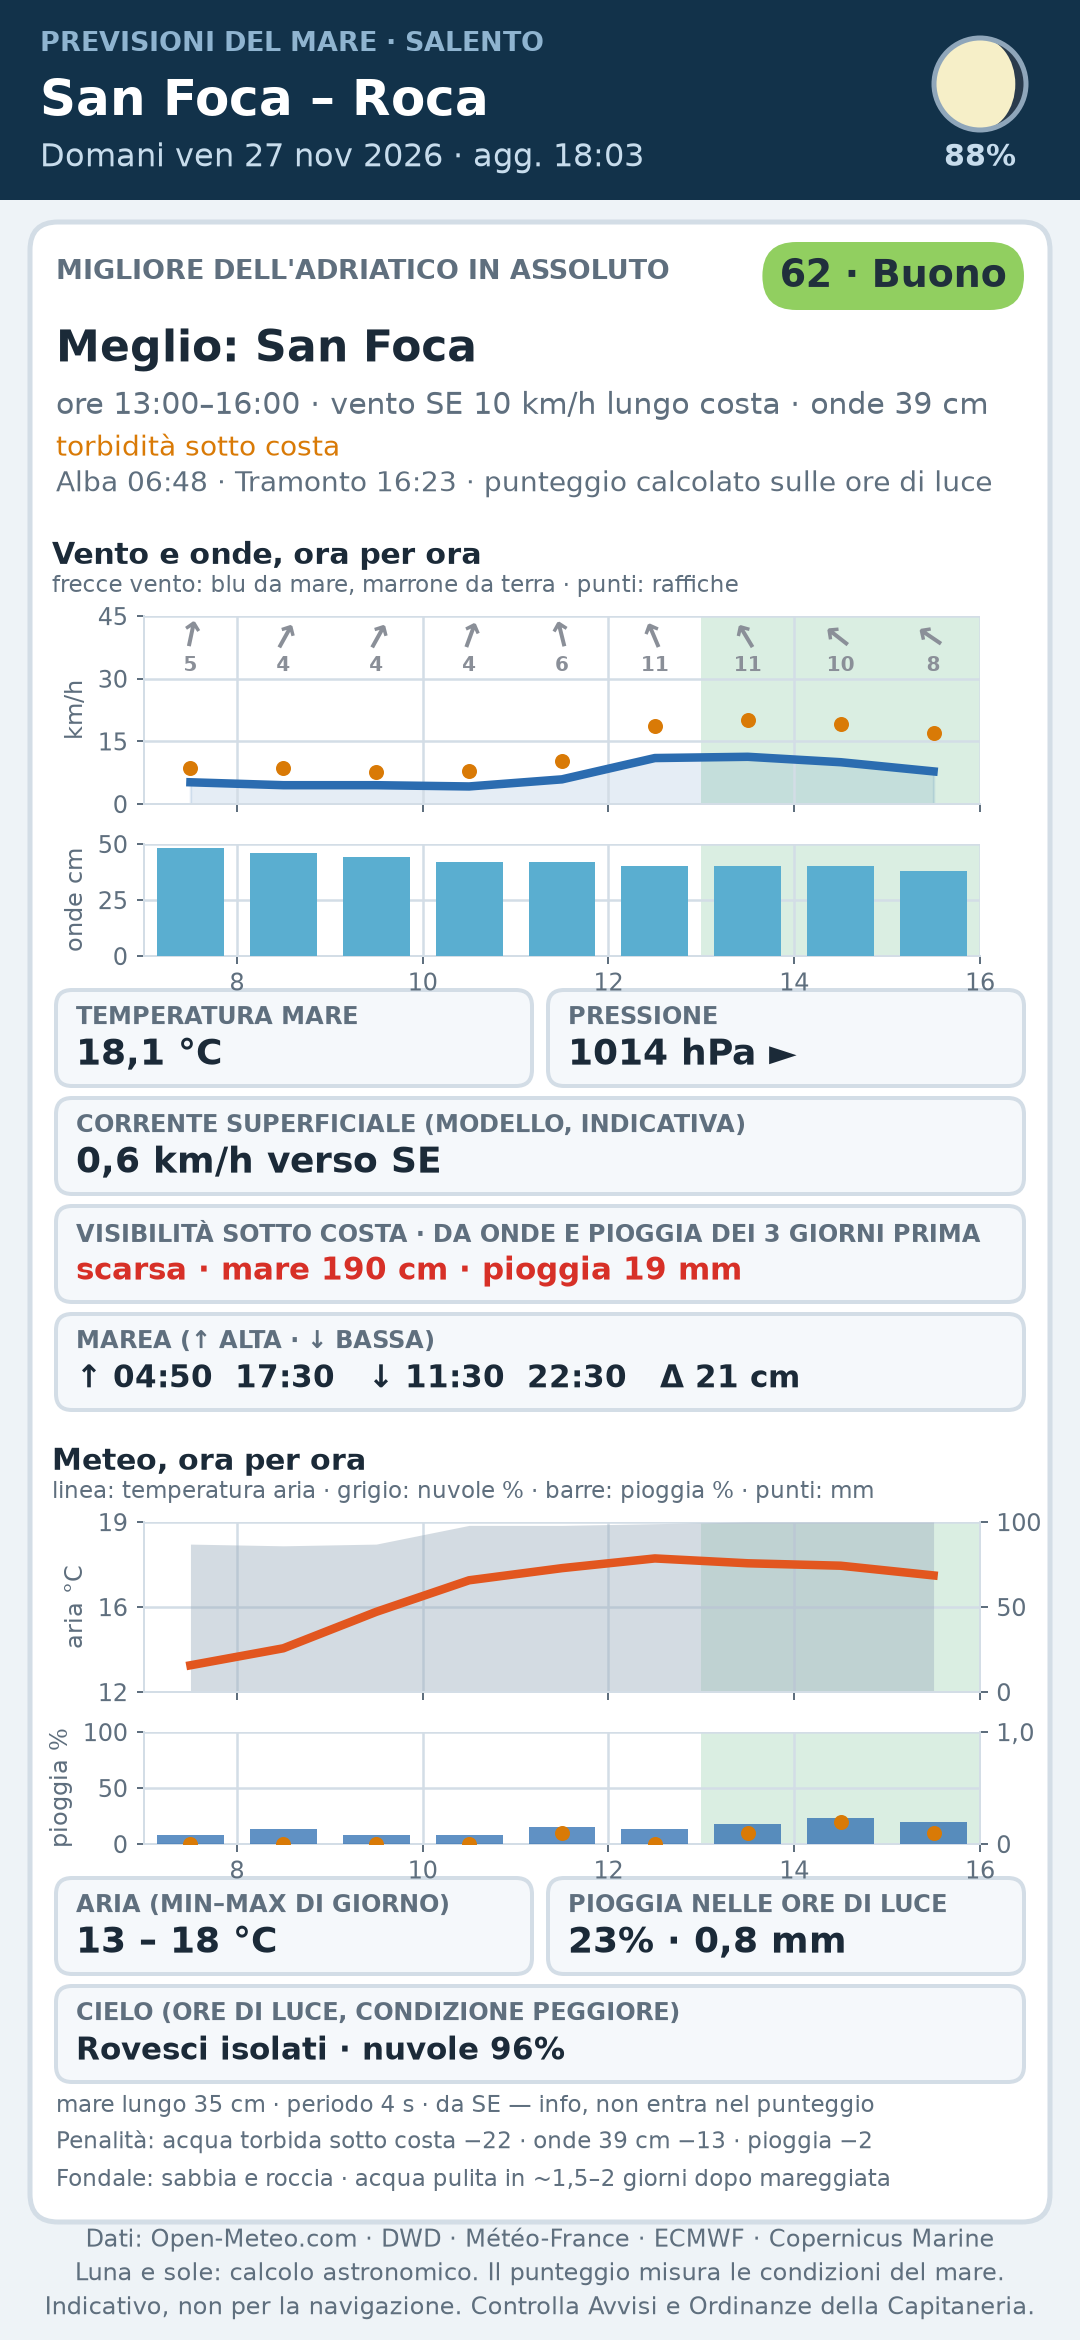 PREVISIONI DEL MARE · SALENTO
San Foca – Roca
Domani ven 27 nov 2026 · agg. 18:03
88%
MIGLIORE DELL'ADRIATICO IN ASSOLUTO
62 · Buono
Meglio: San Foca
ore 13:00–16:00 · vento SE 10 km/h lungo costa · onde 39 cm
torbidità sotto costa
Alba 06:48 · Tramonto 16:23 · punteggio calcolato sulle ore di luce
Vento e onde, ora per ora
frecce vento: blu da mare, marrone da terra · punti: raffiche
45
30
15
0
km/h
5 4 4 4 6 11 11 10 8
50
25
0
onde cm
8 10 12 14 16
TEMPERATURA MARE
18,1 °C
PRESSIONE
1014 hPa ►
CORRENTE SUPERFICIALE (MODELLO, INDICATIVA)
0,6 km/h verso SE
VISIBILITÀ SOTTO COSTA · DA ONDE E PIOGGIA DEI 3 GIORNI PRIMA
scarsa · mare 190 cm · pioggia 19 mm
MAREA (↑ ALTA · ↓ BASSA)
↑ 04:50 17:30 ↓ 11:30 22:30 Δ 21 cm
Meteo, ora per ora
linea: temperatura aria · grigio: nuvole % · barre: pioggia % · punti: mm
19 100
16 50
12 0
aria °C
100 1,0
50
0 0
pioggia %
8 10 12 14 16
ARIA (MIN–MAX DI GIORNO)
13 – 18 °C
PIOGGIA NELLE ORE DI LUCE
23% · 0,8 mm
CIELO (ORE DI LUCE, CONDIZIONE PEGGIORE)
Rovesci isolati · nuvole 96%
mare lungo 35 cm · periodo 4 s · da SE — info, non entra nel punteggio
Penalità: acqua torbida sotto costa −22 · onde 39 cm −13 · pioggia −2
Fondale: sabbia e roccia · acqua pulita in ~1,5–2 giorni dopo mareggiata
Dati: Open-Meteo.com · DWD · Météo-France · ECMWF · Copernicus Marine
Luna e sole: calcolo astronomico. Il punteggio misura le condizioni del mare.
Indicativo, non per la navigazione. Controlla Avvisi e Ordinanze della Capitaneria.